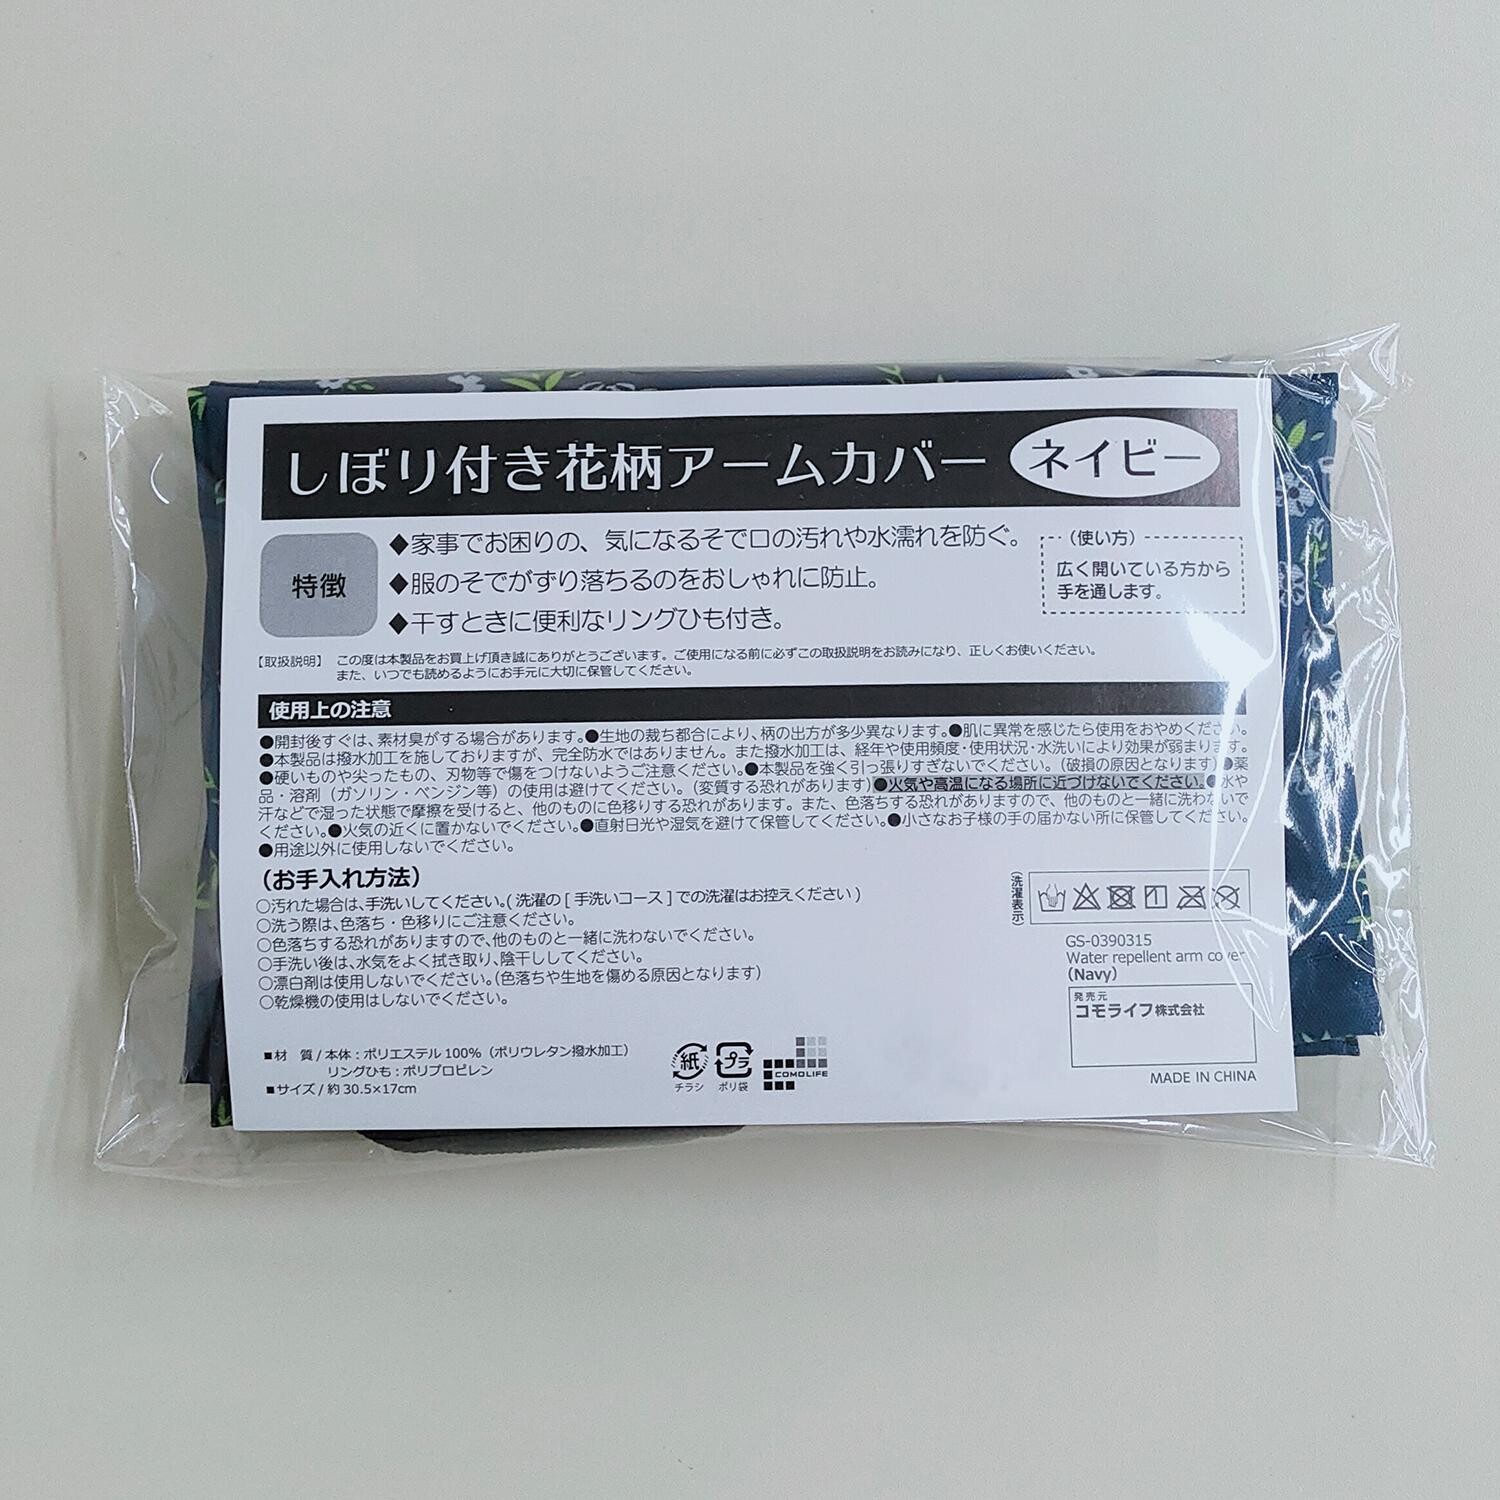 しぼり付き花柄アームカバー ネイビー
特徴
◆家事でお困りの、気になるそで口の汚れや水濡れを防ぐ。
◆服のそでがずり落ちるのをおしゃれに防止。
◆干すときに便利なリングひも付き。
(使い方)
広く開いている方から
手を通します。
【取扱説明】 この度は本製品をお買上げ頂き誠にありがとうございます。ご使用になる前に必ずこの取扱説明をお読みになり、正しくお使いください。
また、いつでも読めるようにお手元に大切に保管してください。
使用上の注意
●開封後すぐは、素材臭がする場合があります。●生地の裁ち都合により、柄の出方が多少異なります。●肌に異常を感じたら使用をおやめください。
●本製品は撥水加工を施しておりますが、完全防水ではありません。また撥水加工は、経年や使用頻度・使用状況・水洗いにより効果が弱まります。
●硬いものや尖ったもの、刃物等で傷をつけないようご注意ください。●本製品を強く引っ張りすぎないでください。(破損の原因となります)●薬
品・溶剤(ガソリン・ベンジン等)の使用は避けてください。(変質する恐れがあります)●火気や高温になる場所に近づけないでください。●水や
汗などで湿った状態で摩擦を受けると、他のものに色移りする恐れがあります。また、色落ちする恐れがありますので、他のものと一緒に洗わないで
ください。●火気の近くに置かないでください。●直射日光や湿気を避けて保管してください。●小さなお子様の手の届かない所に保管してください。
●用途以外に使用しないでください。
(お手入れ方法)
○汚れた場合は、手洗いしてください。(洗濯の[手洗いコース]での洗濯はお控えください)
○洗う際は、色落ち・色移りにご注意ください。
○色落ちする恐れがありますので、他のものと一緒に洗わないでください。
○手洗い後は、水気をよく拭き取り、陰干ししてください。
○漂白剤は使用しないでください。(色落ちや生地を傷める原因となります)
○乾燥機の使用はしないでください。
(洗濯表示)
GS-0390315
Water repellent arm cover
(Navy)
発売元
コモライフ株式会社
MADE IN CHINA
■材 質/本体：ポリエステル100%(ポリウレタン撥水加工)
リングひも：ポリプロピレン
■サイズ/約30.5×17cm
紙
チラシ
プラ
ポリ袋
COMOLIFE